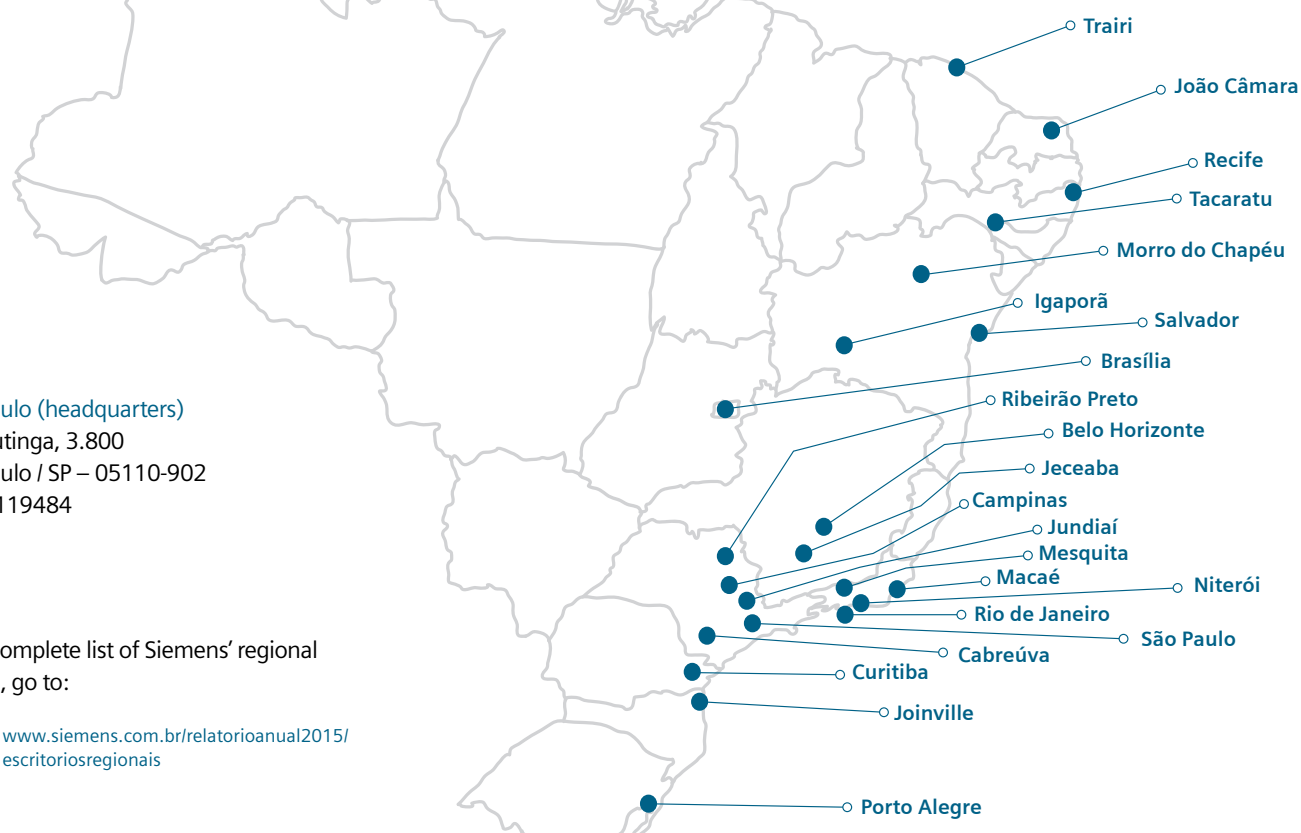 Trairi
João Câmara
Recife
Tacaratu
Morro do Chapéu
Igaporã
Salvador
Brasília
Ribeirão Preto
Belo Horizonte
Jeceaba
Campinas
Jundiaí
Mesquita
Macaé
Niterói
Rio de Janeiro
São Paulo
Cabreúva
Curitiba
Joinville
Porto Alegre
ulo (headquarters)
utinga, 3.800
ulo / SP – 05110-902
119484
omplete list of Siemens’ regional
, go to:
www.siemens.com.br/relatorioanual2015/
escritoriosregionais